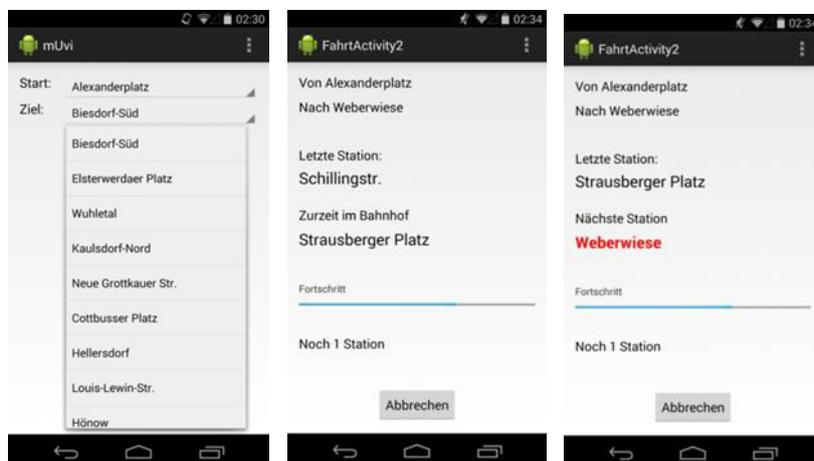 02:30
mUvi
Start: Alexanderplatz
Ziel: Biesdorf-Süd
Biesdorf-Süd
Elsterwerdaer Platz
Wuhletal
Kaulsdorf-Nord
Neue Grottkauer Str.
Cottbusser Platz
Hellersdorf
Louis-Lewin-Str.
Hönow
02:34
FahrtActivity2
Von Alexanderplatz
Nach Weberwiese
Letzte Station:
Schillingstr.
Zurzeit im Bahnhof
Strausberger Platz
Fortschritt
Noch 1 Station
Abbrechen
02:34
FahrtActivity2
Von Alexanderplatz
Nach Weberwiese
Letzte Station:
Strausberger Platz
Nächste Station
Weberwiese
Fortschritt
Noch 1 Station
Abbrechen